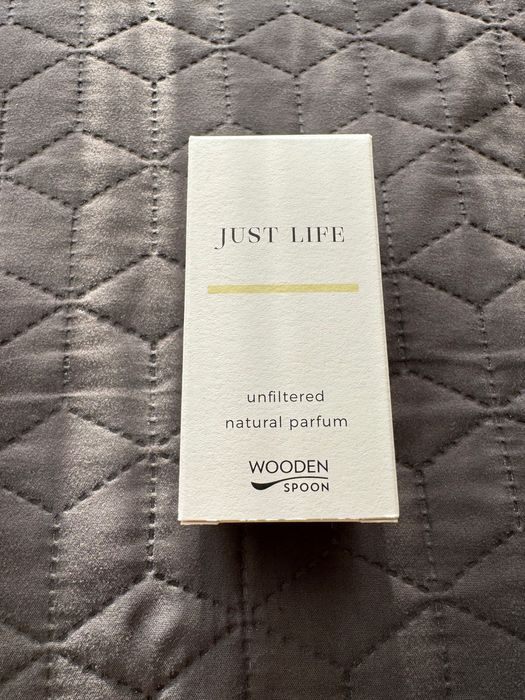 JUST LIFE
unfiltered
natural parfum
WOODEN
SPOON